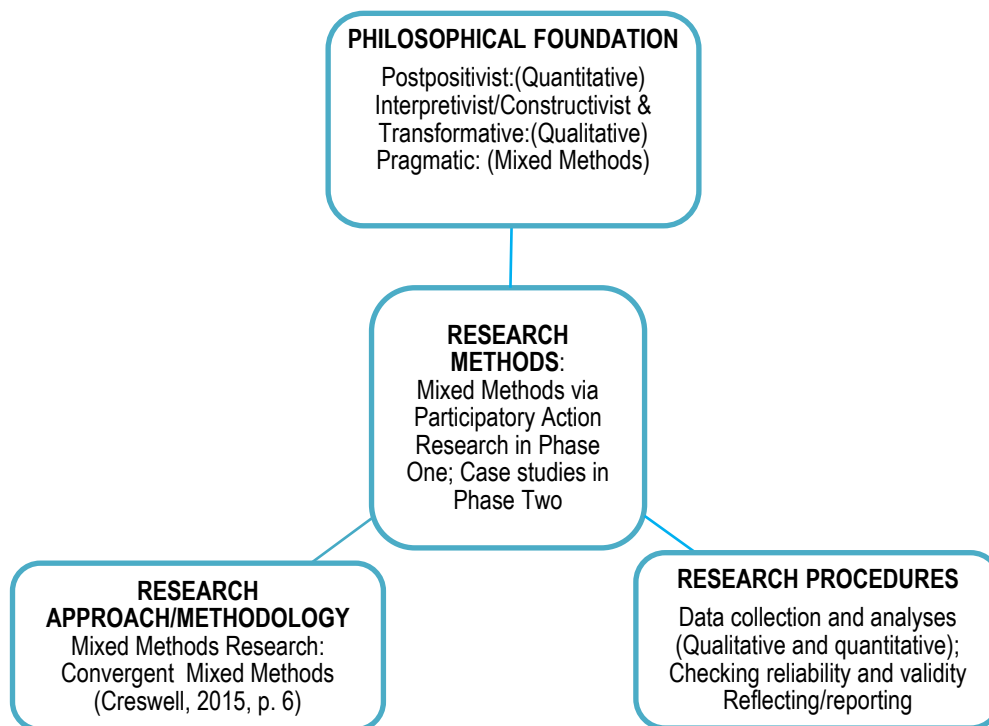 PHILOSOPHICAL FOUNDATION
Postpositivist:(Quantitative)
Interpretivist/Constructivist &
Transformative:(Qualitative)
Pragmatic: (Mixed Methods)
RESEARCH
METHODS:
Mixed Methods via
Participatory Action
Research in Phase
One; Case studies in
Phase Two
RESEARCH
APPROACH/METHODOLOGY
Mixed Methods Research:
Convergent Mixed Methods
(Creswell, 2015, p. 6)
RESEARCH PROCEDURES
Data collection and analyses
(Qualitative and quantitative);
Checking reliability and validity
Reflecting/reporting